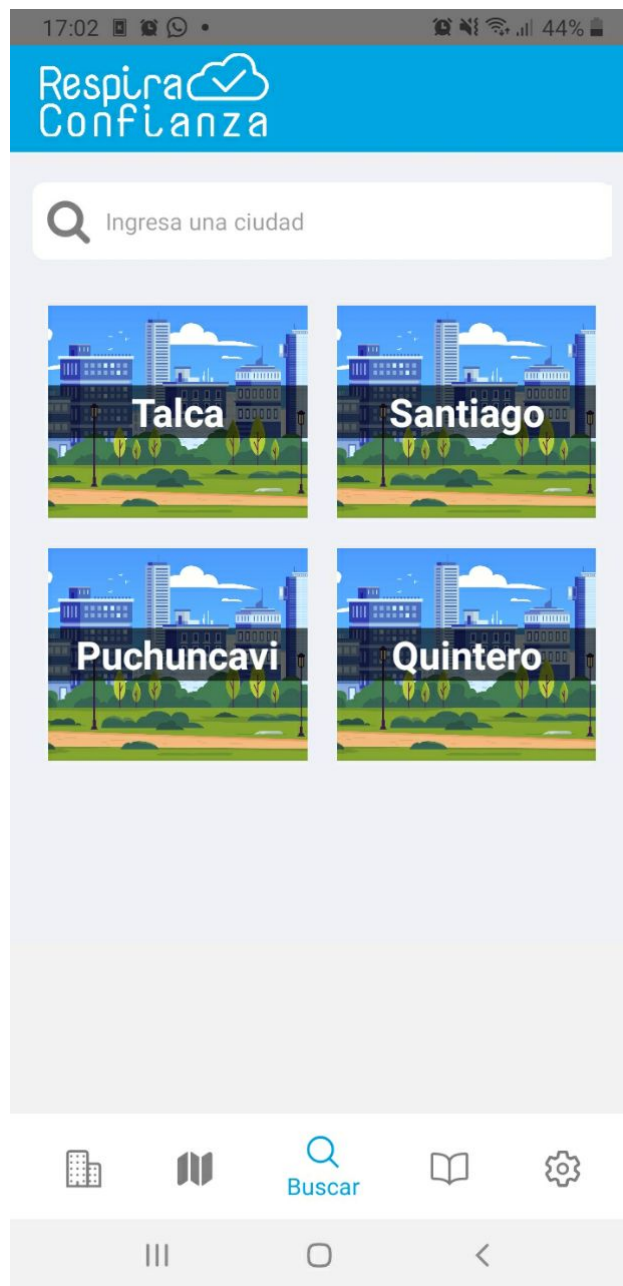 17:02 44%
Respira
Confianza
Ingresa una ciudad
Talca Santiago
Puchuncavi Quintero
Buscar